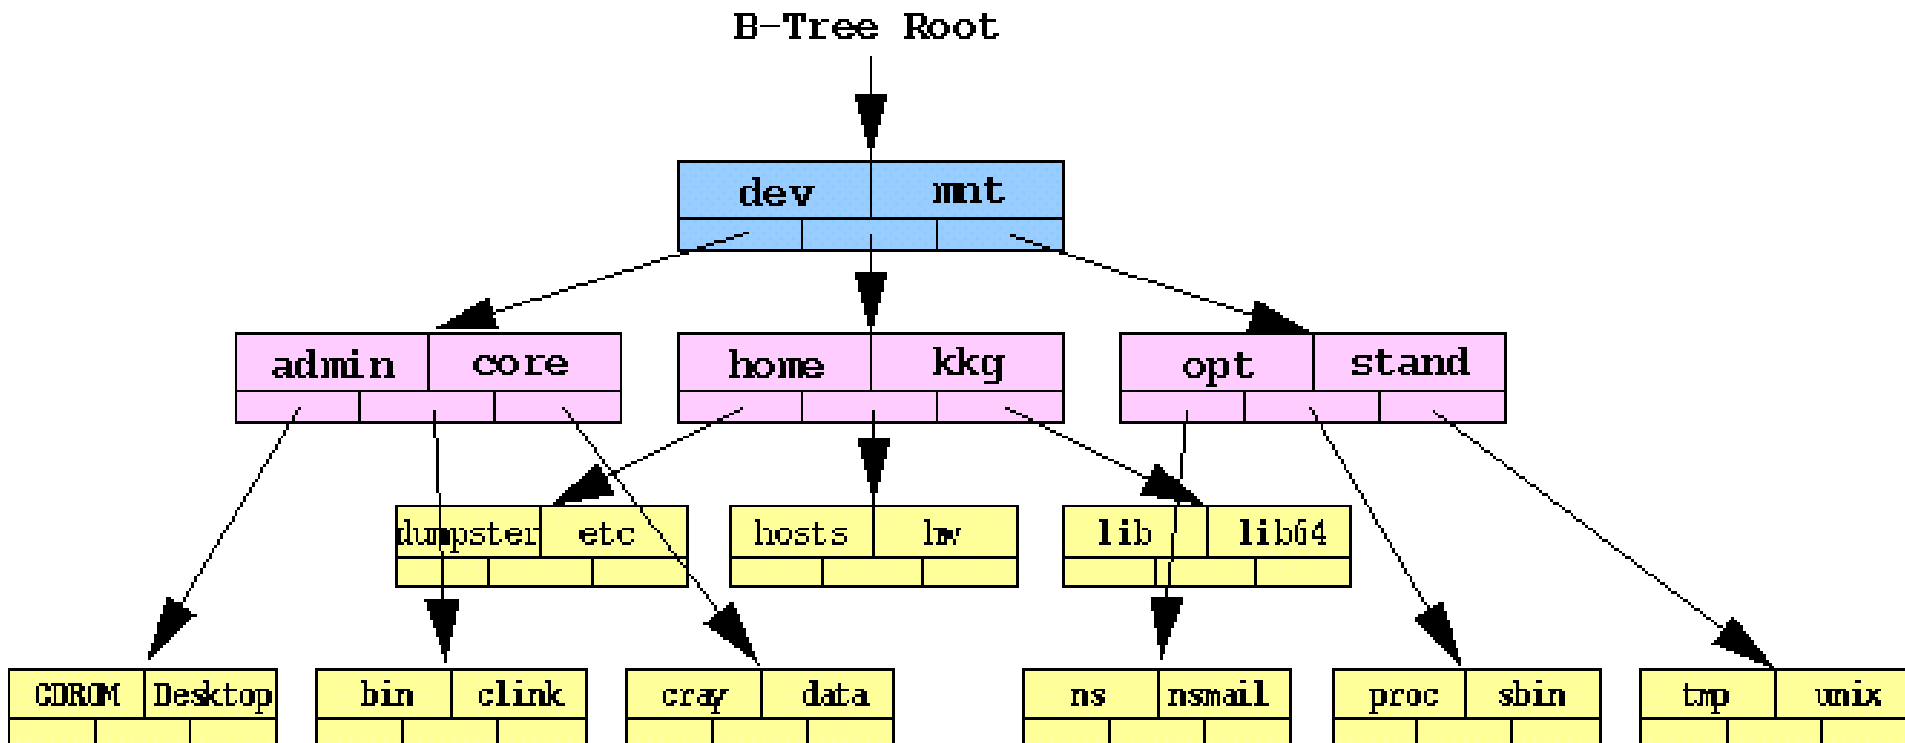 B-Tree Root
dev mnt
admin core home kkg opt stand
dumpster etc hosts hw lib lib64
CDROM Desktop bin clink cray data ns nsmail proc sbin tmp unix